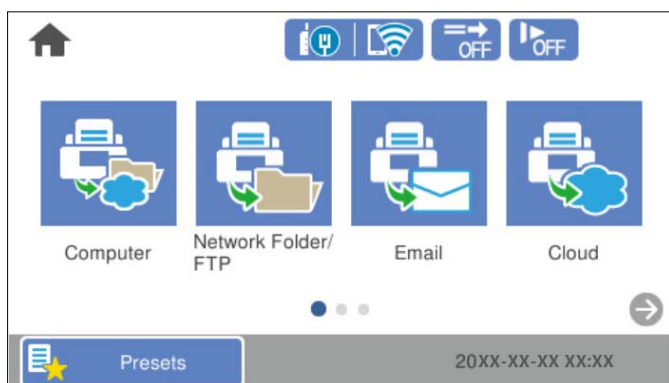 OFF
OFF
Computer
Network Folder/
FTP
Email
Cloud
Presets
20XX-XX-XX XX:XX